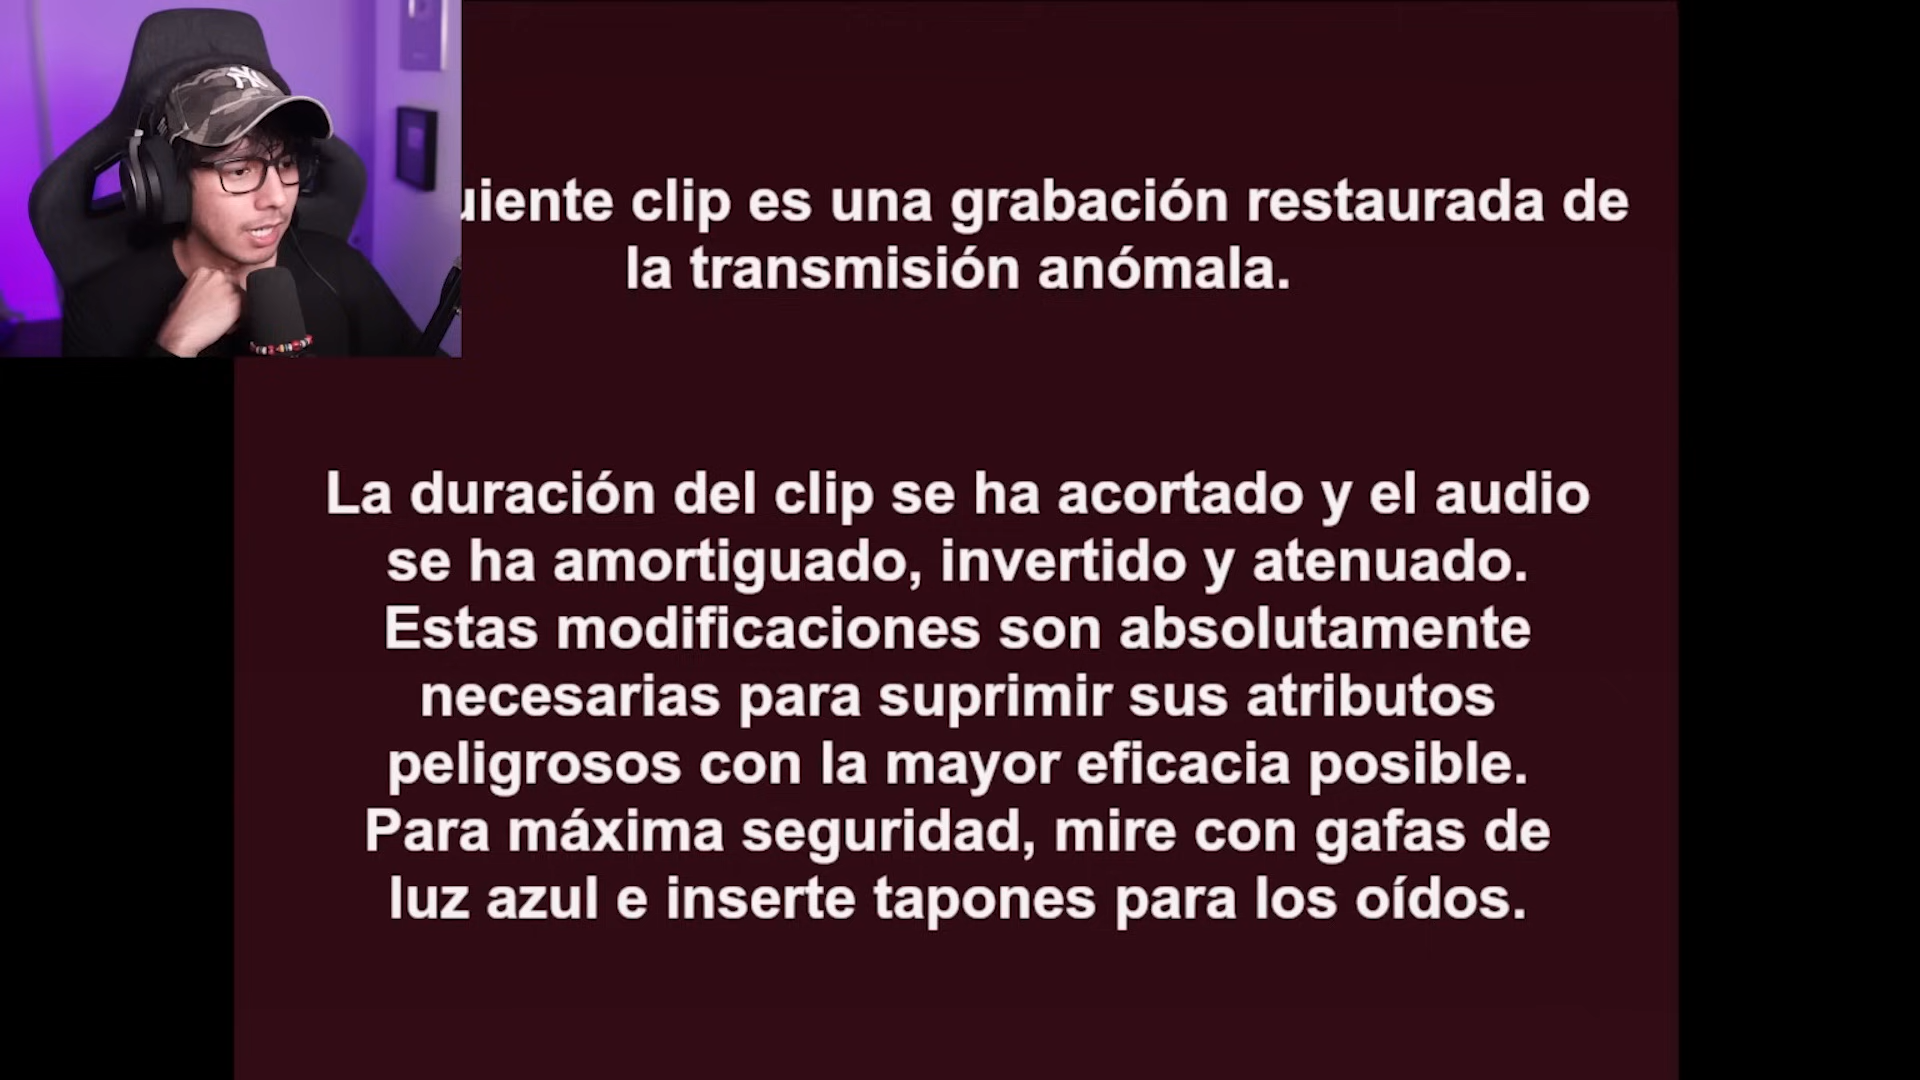 NY
uiente clip es una grabación restaurada de
la transmisión anómala.
La duración del clip se ha acortado y el audio
se ha amortiguado, invertido y atenuado.
Estas modificaciones son absolutamente
necesarias para suprimir sus atributos
peligrosos con la mayor eficacia posible.
Para máxima seguridad, mire con gafas de
luz azul e inserte tapones para los oídos.